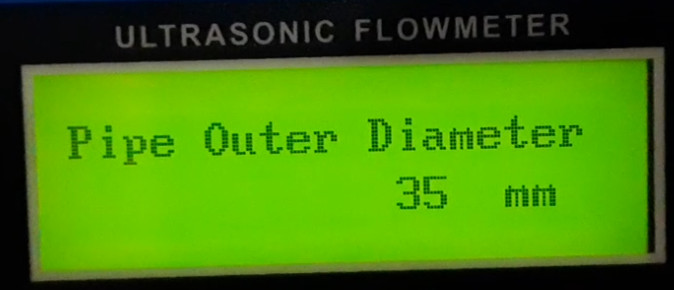 ULTRASONIC FLOWMETER
Pipe Outer Diameter
35 mm